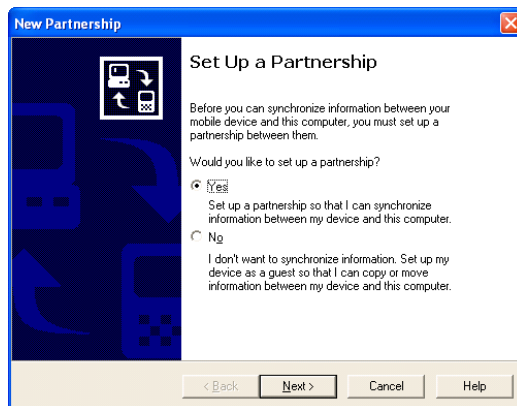 New Partnership
Set Up a Partnership
Before you can synchronize information between your
mobile device and this computer, you must set up a
partnership between them.
Would you like to set up a partnership?
Yes
Set up a partnership so that I can synchronize
information between my device and this computer.
No
I don't want to synchronize information. Set up my
device as a guest so that I can copy or move
information between my device and this computer.
< Back
Next >
Cancel
Help